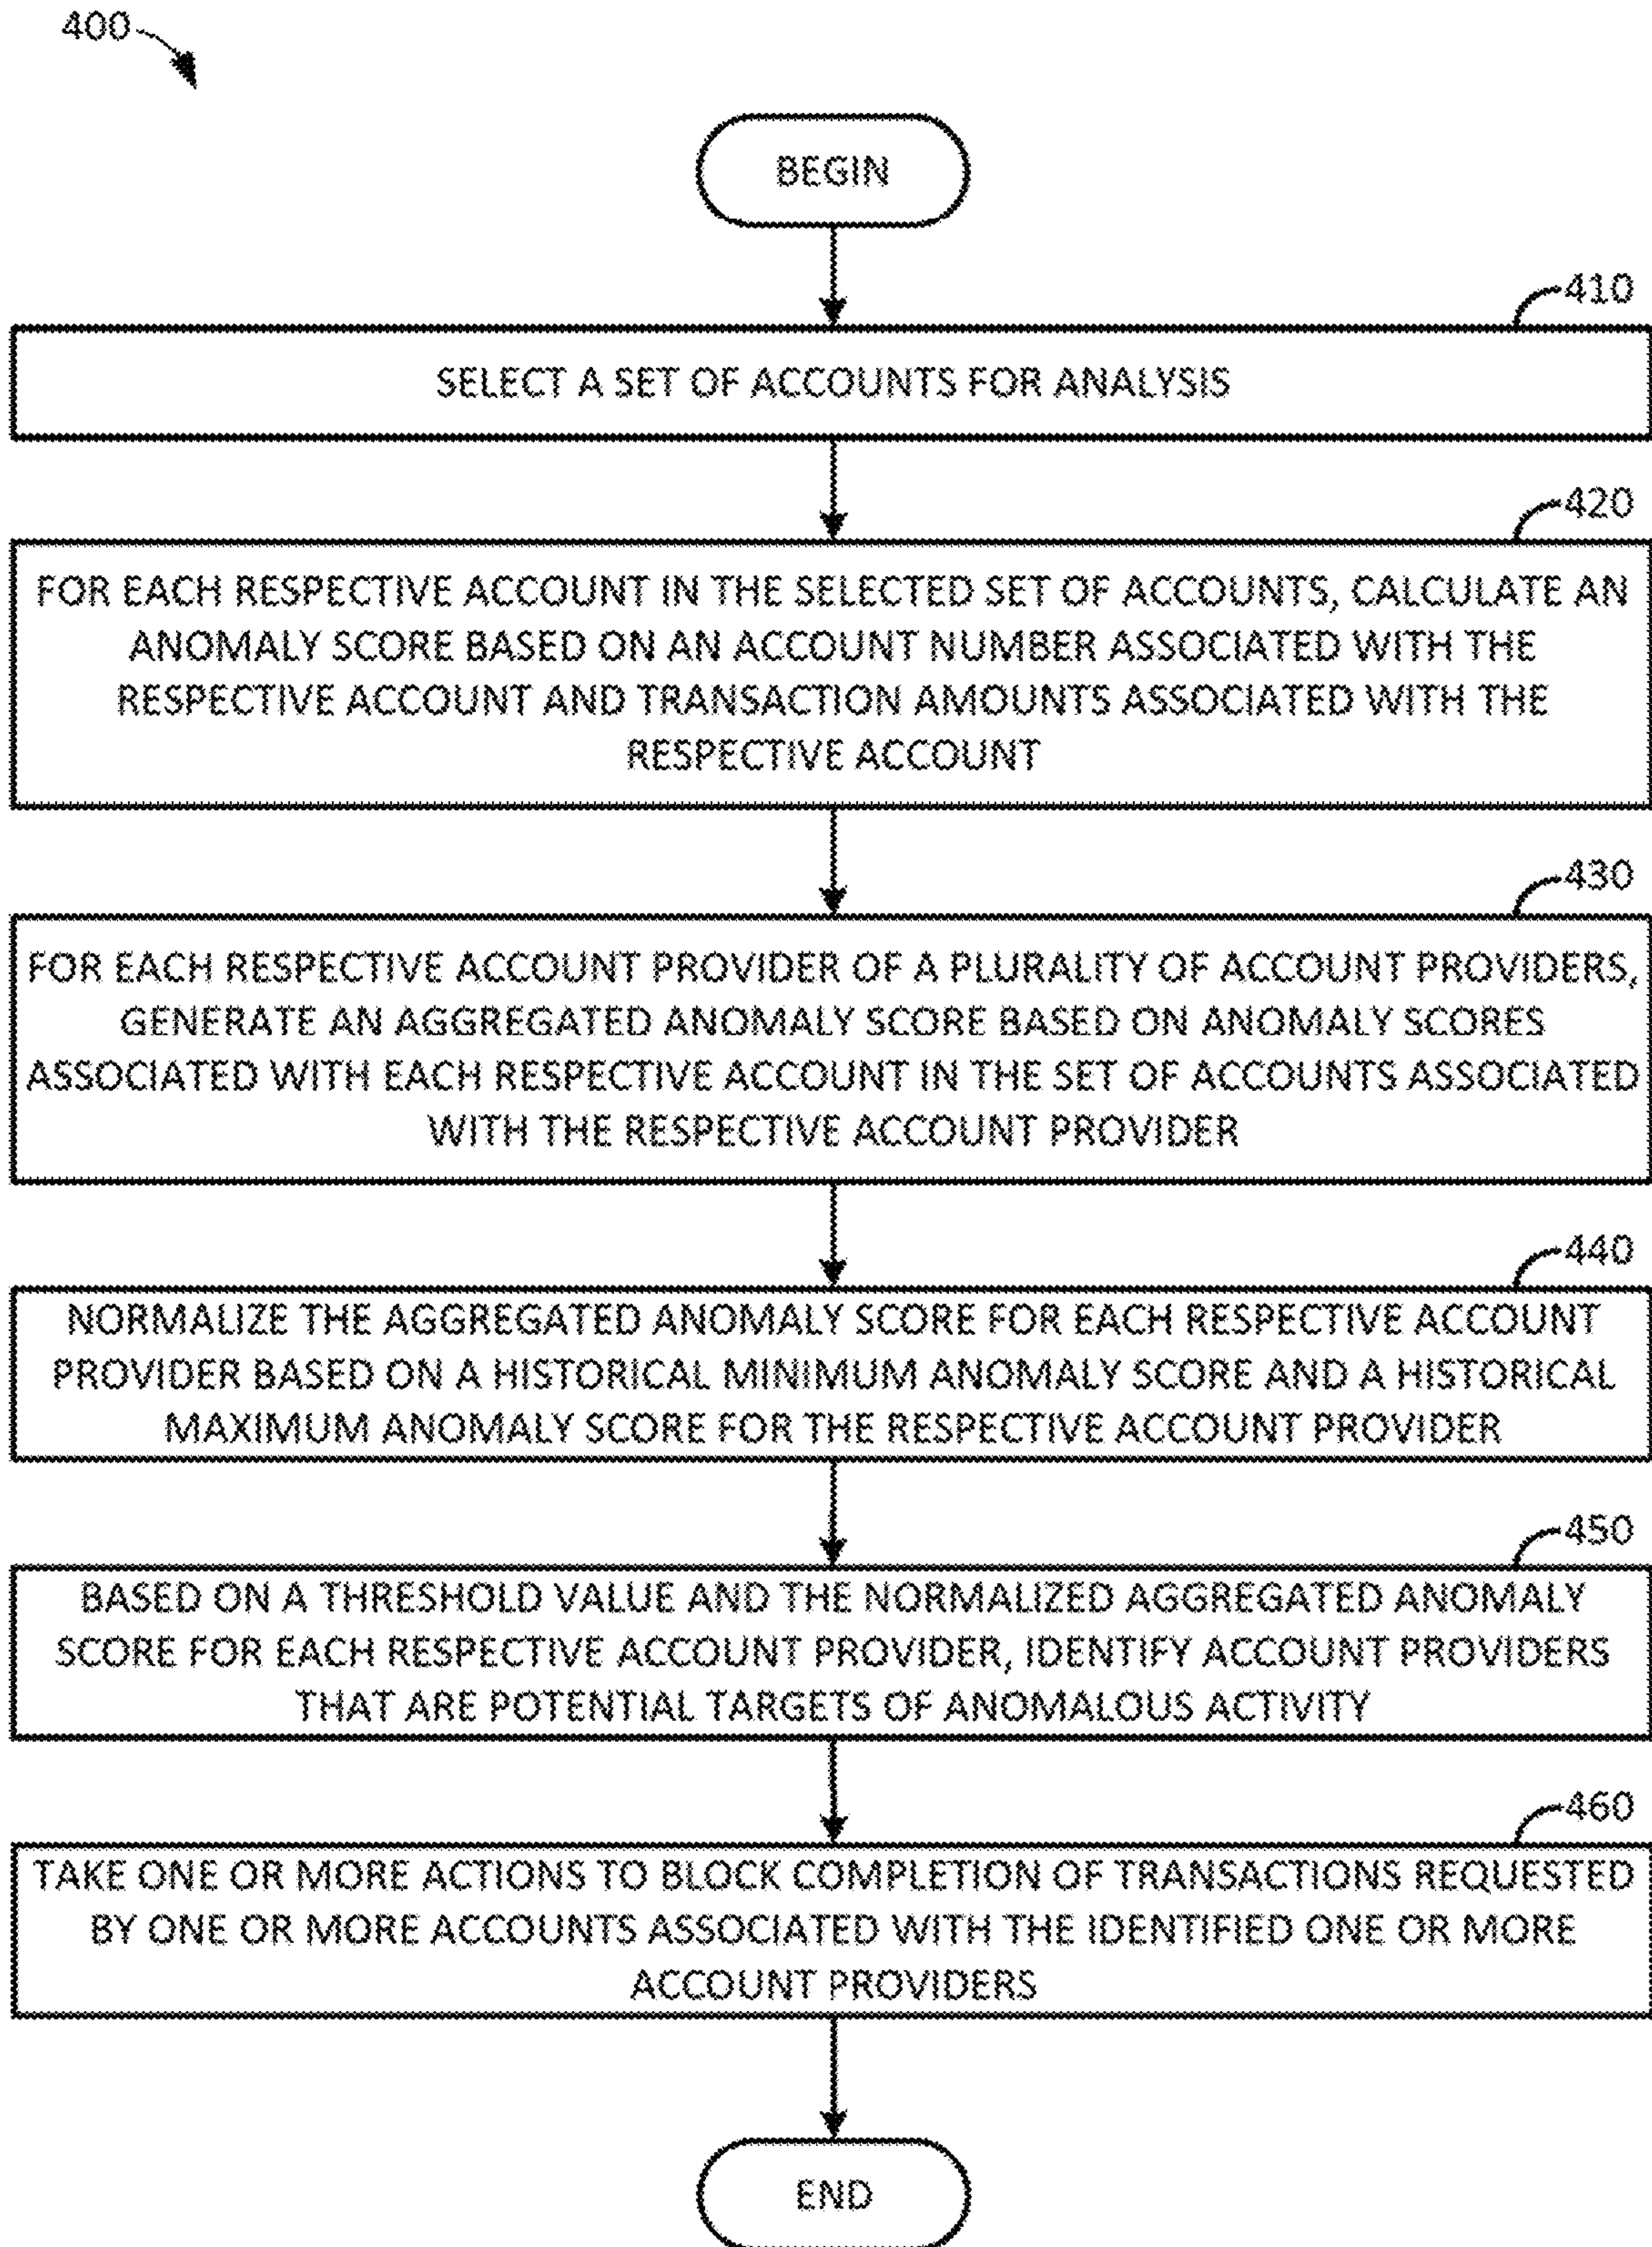 400
BEGIN
410
SELECT A SET OF ACCOUNTS FOR ANALYSIS
420
FOR EACH RESPECTIVE ACCOUNT IN THE SELECTED SET OF ACCOUNTS, CALCULATE AN
ANOMALY SCORE BASED ON AN ACCOUNT NUMBER ASSOCIATED WITH THE
RESPECTIVE ACCOUNT AND TRANSACTION AMOUNTS ASSOCIATED WITH THE
RESPECTIVE ACCOUNT
430
FOR EACH RESPECTIVE ACCOUNT PROVIDER OF A PLURALITY OF ACCOUNT PROVIDERS,
GENERATE AN AGGREGATED ANOMALY SCORE BASED ON ANOMALY SCORES
ASSOCIATED WITH EACH RESPECTIVE ACCOUNT IN THE SET OF ACCOUNTS ASSOCIATED
WITH THE RESPECTIVE ACCOUNT PROVIDER
440
NORMALIZE THE AGGREGATED ANOMALY SCORE FOR EACH RESPECTIVE ACCOUNT
PROVIDER BASED ON A HISTORICAL MINIMUM ANOMALY SCORE AND A HISTORICAL
MAXIMUM ANOMALY SCORE FOR THE RESPECTIVE ACCOUNT PROVIDER
450
BASED ON A THRESHOLD VALUE AND THE NORMALIZED AGGREGATED ANOMALY
SCORE FOR EACH RESPECTIVE ACCOUNT PROVIDER, IDENTIFY ACCOUNT PROVIDERS
THAT ARE POTENTIAL TARGETS OF ANOMALOUS ACTIVITY
460
TAKE ONE OR MORE ACTIONS TO BLOCK COMPLETION OF TRANSACTIONS REQUESTED
BY ONE OR MORE ACCOUNTS ASSOCIATED WITH THE IDENTIFIED ONE OR MORE
ACCOUNT PROVIDERS
END